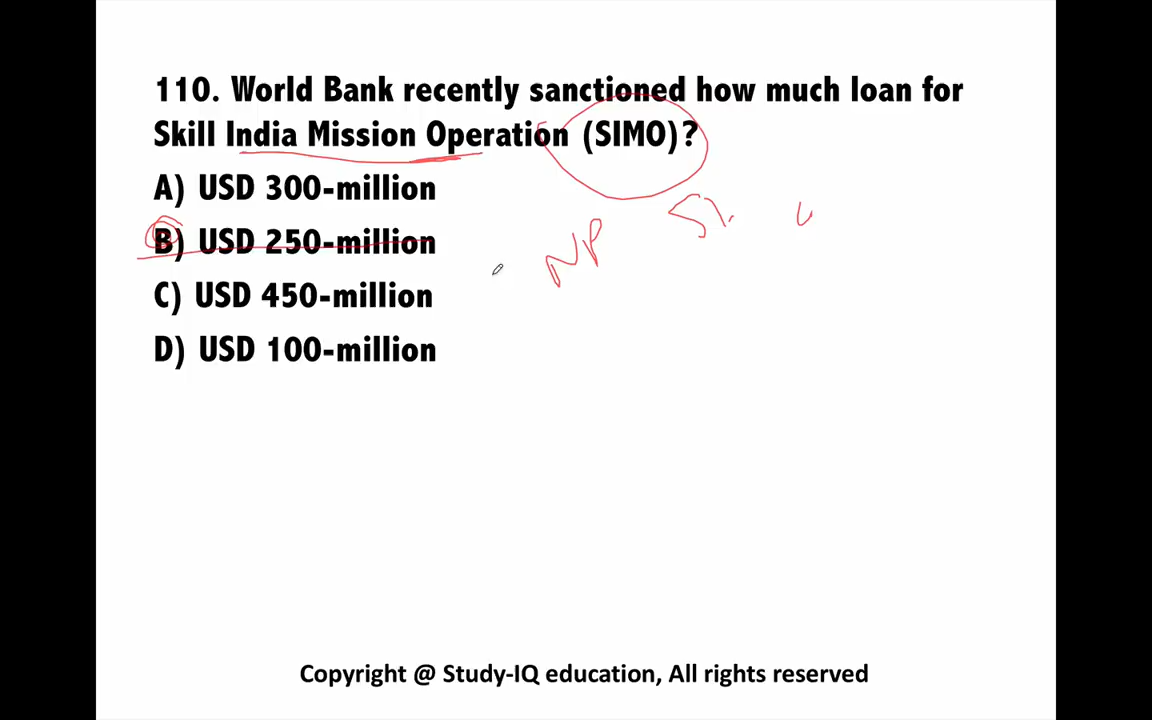 110. World Bank recently sanctioned how much loan for
Skill India Mission Operation (SIMO)?
A) USD 300-million
B) USD 250-million
C) USD 450-million
D) USD 100-million
NP
Copyright @ Study-IQ education, All rights reserved